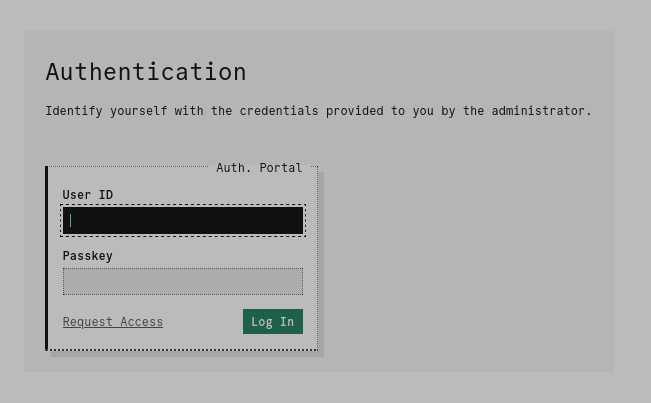 Authentication
Identify yourself with the credentials provided to you by the administrator.
Auth. Portal
User ID
Passkey
Request Access
Log In